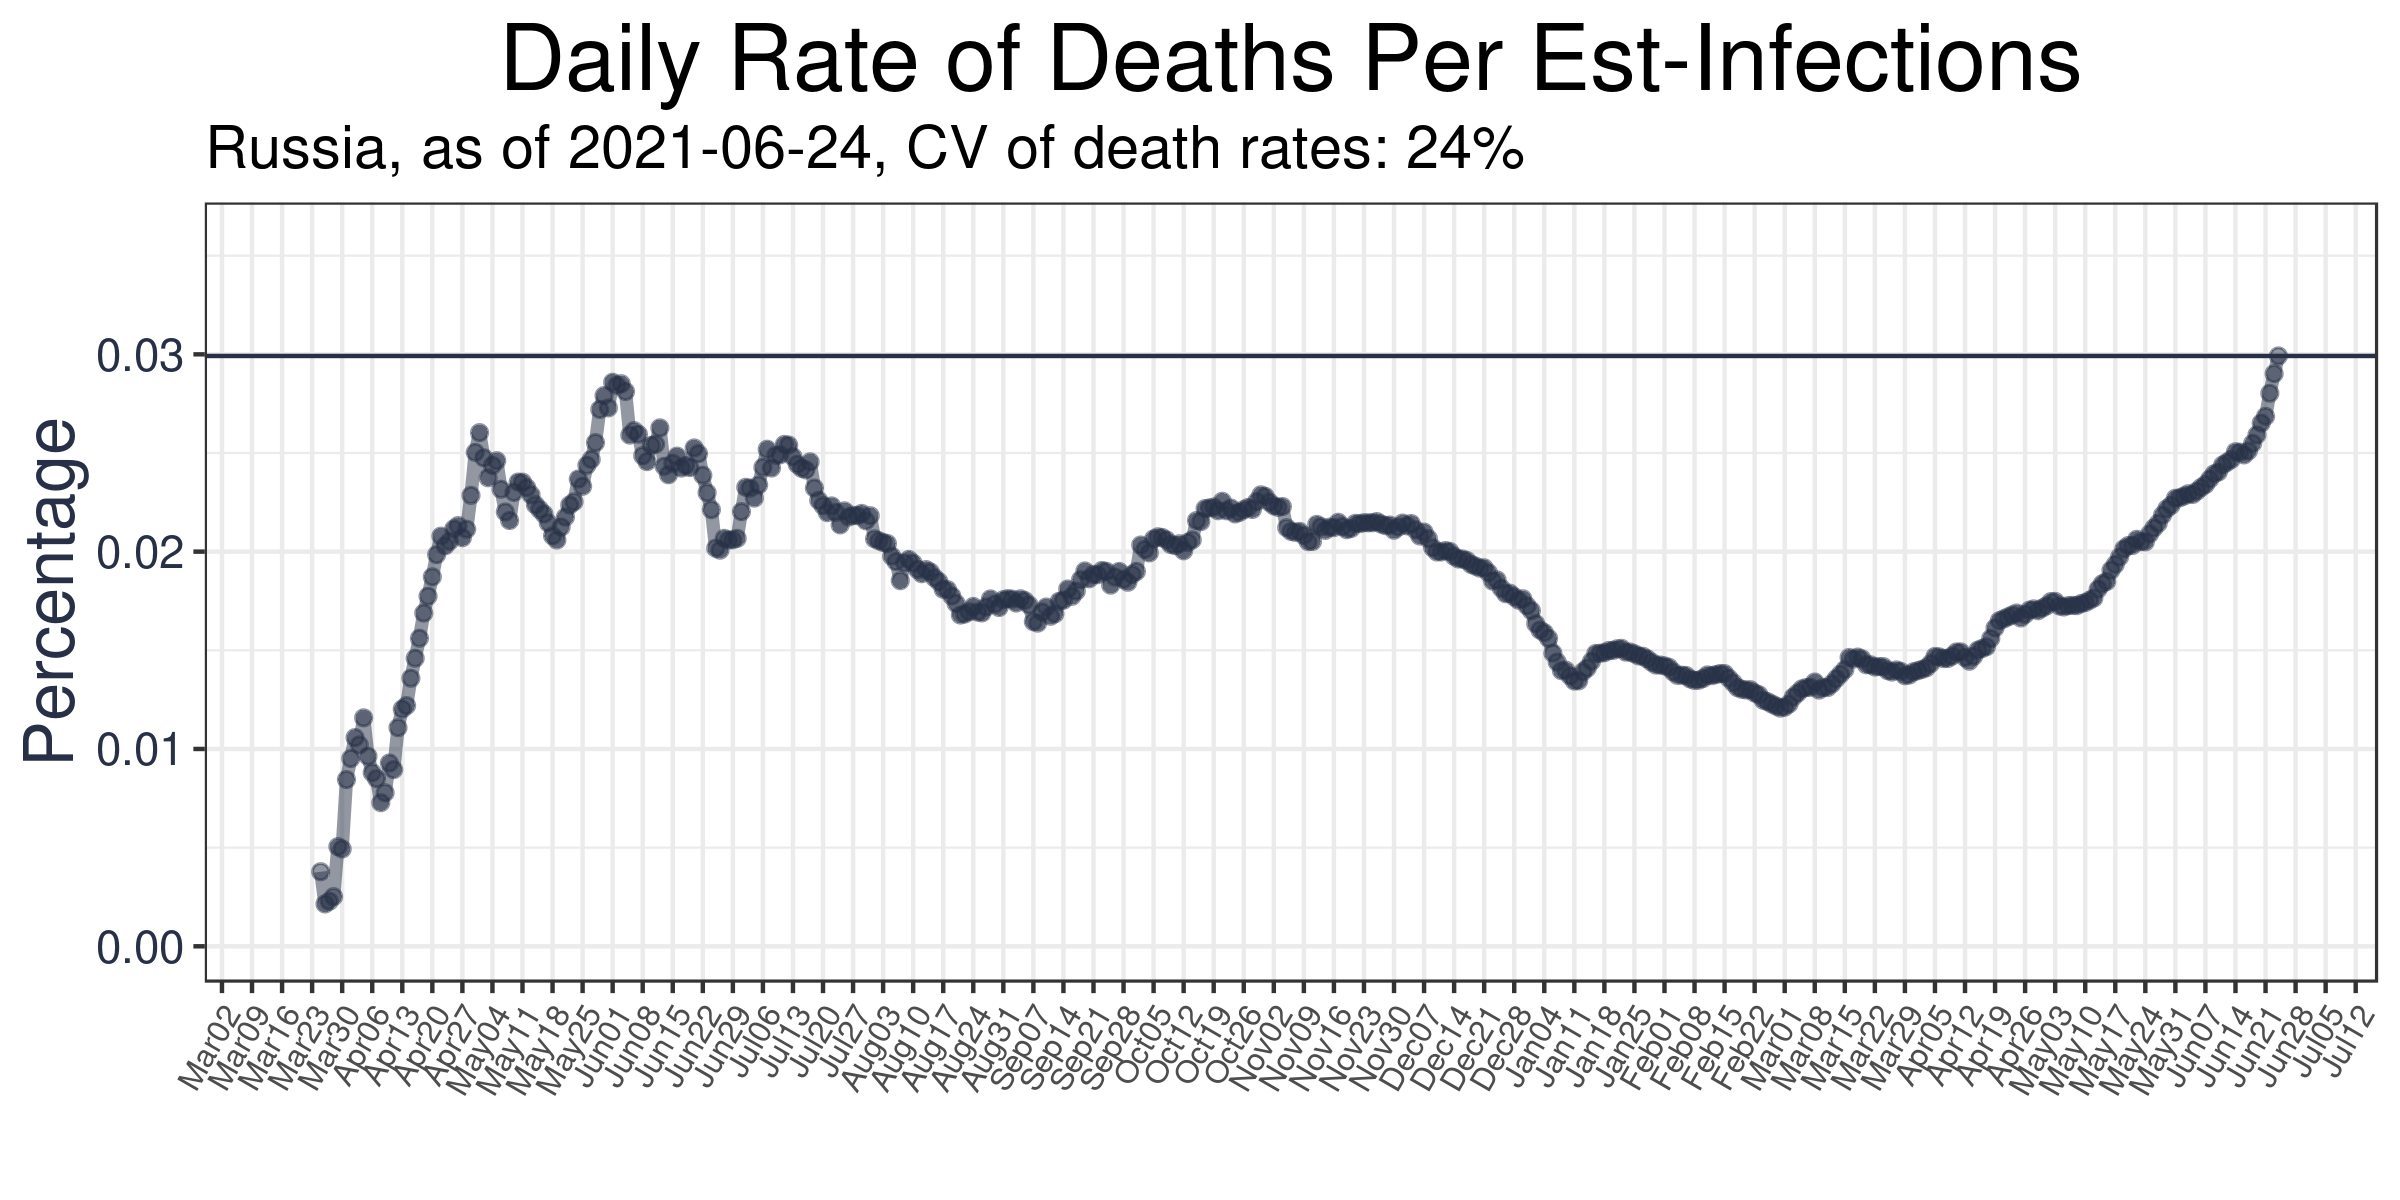 Daily Rate of Deaths Per Est-Infections
Russia, as of 2021-06-24, CV of death rates: 24%
Percentage
0.03
0.02
0.01
0.00
Mar02
Mar09
Mar16
Mar23
Mar30
Apr06
Apr13
Apr20
Apr27
May04
May11
May18
May25
Jun01
Jun08
Jun15
Jun22
Jun29
Jul06
Jul13
Jul20
Jul27
Aug03
Aug10
Aug17
Aug24
Aug31
Sep07
Sep14
Sep21
Sep28
Oct05
Oct12
Oct19
Oct26
Nov02
Nov09
Nov16
Nov23
Nov30
Dec07
Dec14
Dec21
Dec28
Jan04
Jan11
Jan18
Jan25
Feb01
Feb08
Feb15
Feb22
Mar01
Mar08
Mar15
Mar22
Mar29
Apr05
Apr12
Apr19
Apr26
May03
May10
May17
May24
May31
Jun07
Jun14
Jun21
Jun28
Jul05
Jul12